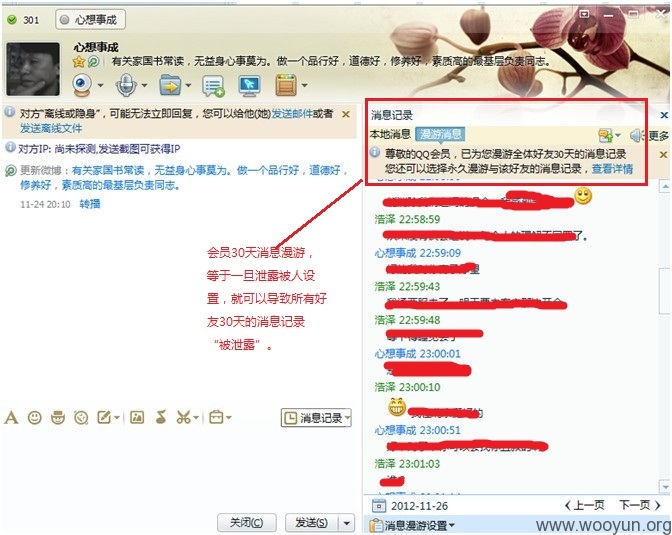 301
心想事成
心想事成
有关家国书常读，无益身心事莫为。做一个品行好，道德好，修养好，素质高的最基层负责同志。
对方"离线或隐身"，可能无法立即回复，您可以给他(她)发送邮件或者
发送离线文件
对方IP: 尚未探测,发送截图可获得IP
更新微博：有关家国书常读，无益身心事莫为。做一个品行好，道德好，
修养好，素质高的最基层负责同志。
11-24 20:10 转播
会员30天消息漫游，
等于一旦泄露被人设
置，就可以导致所有好
友30天的消息记录
“被泄露”。
消息记录
关闭(C)
发送(S)
消息记录
本地消息 漫游消息
更多
尊敬的QQ会员，已为您漫游全体好友30天的消息记录
您还可以选择永久漫游与该好友的消息记录，查看详情
浩泽 22:58:59
心想事成 22:59:09
浩泽 22:59:43
浩泽 22:59:48
心想事成 23:00:01
浩泽 23:00:10
的
心想事成 23:00:51
浩泽 23:01:03
2012-11-26
上一页 下一页
消息漫游设置
www.wooyun.org